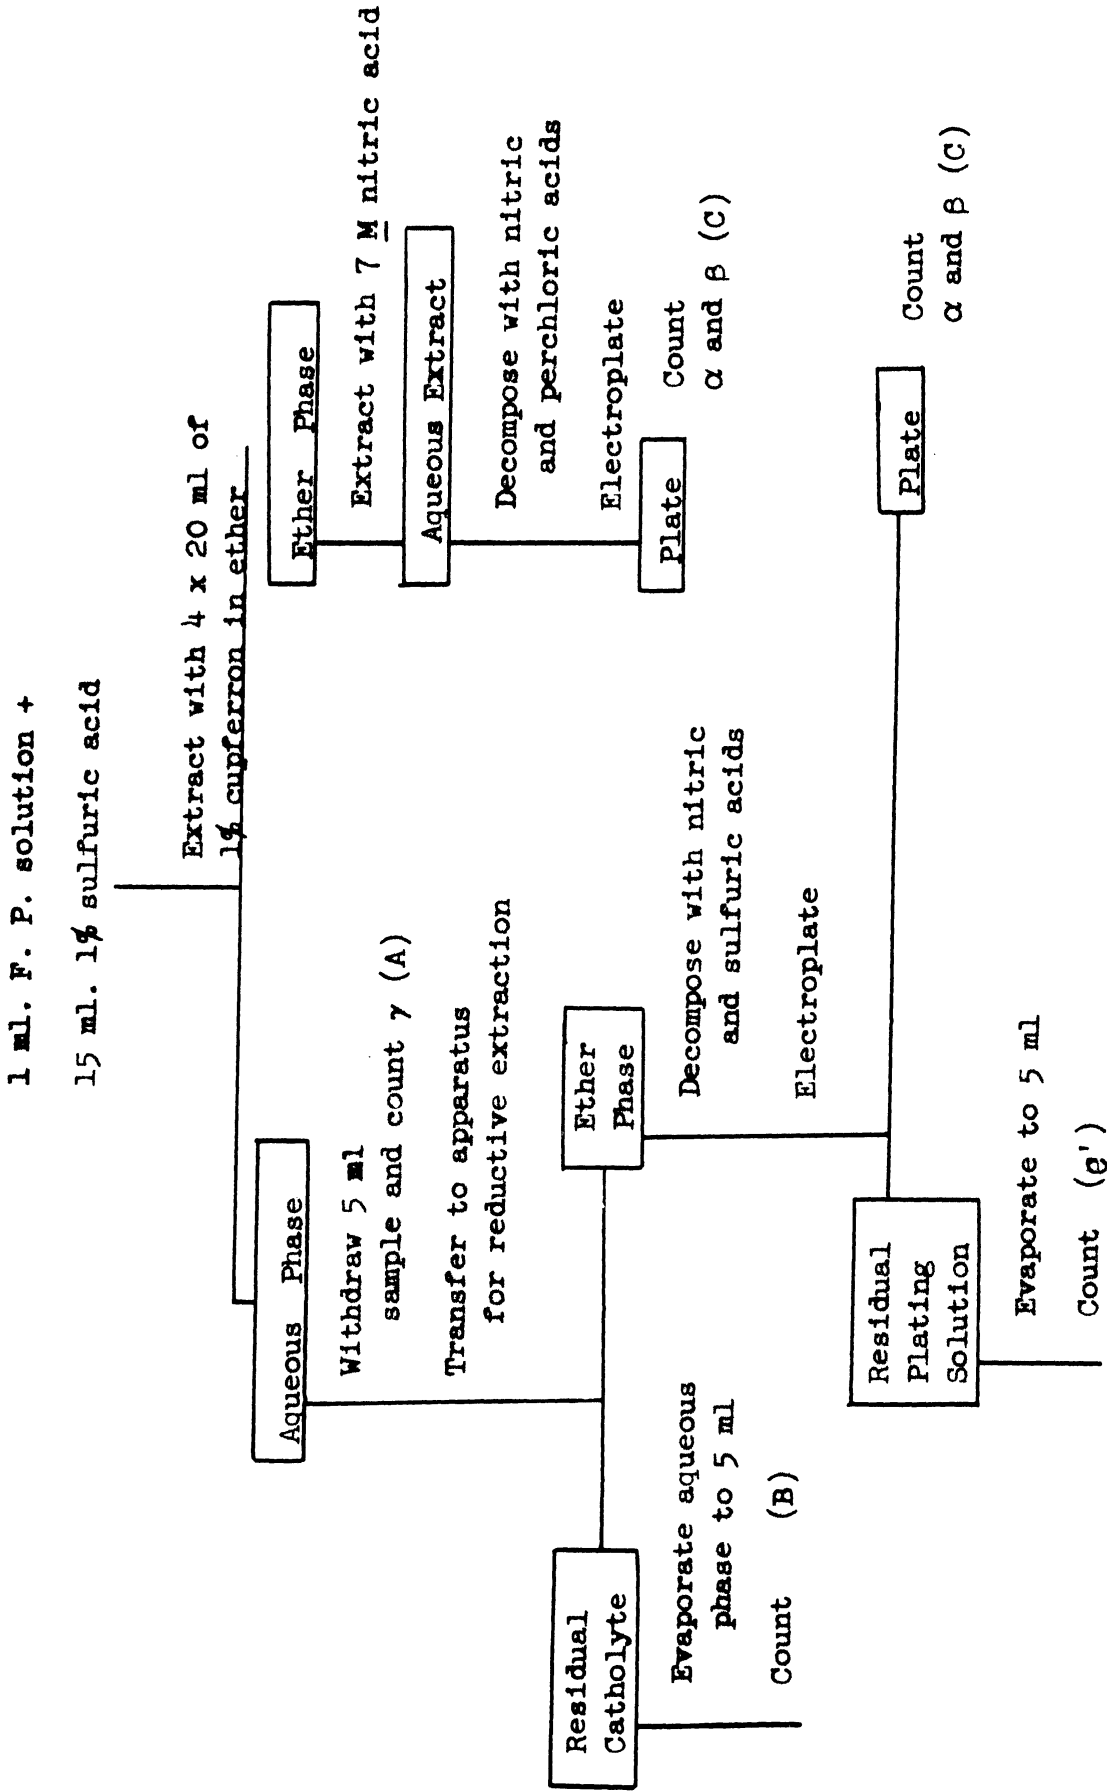 1 ml. F. P. solution +
15 ml. 1% sulfuric acid
Extract with 4 x 20 ml of
1% cupferron in ether
Aqueous Phase
Withdraw 5 ml
sample and count γ (A)
Transfer to apparatus
for reductive extraction
Ether Phase
Extract with 7 M nitric acid
Aqueous Extract
Decompose with nitric
and perchloric acids
Electroplate
Plate
Count
α and β (C)
Residual
Catholyte
Evaporate aqueous
phase to 5 ml
Count (B)
Ether
Phase
Decompose with nitric
and sulfuric acids
Electroplate
Residual
Plating
Solution
Evaporate to 5 ml
Count
Plate
Count
α and β (C)